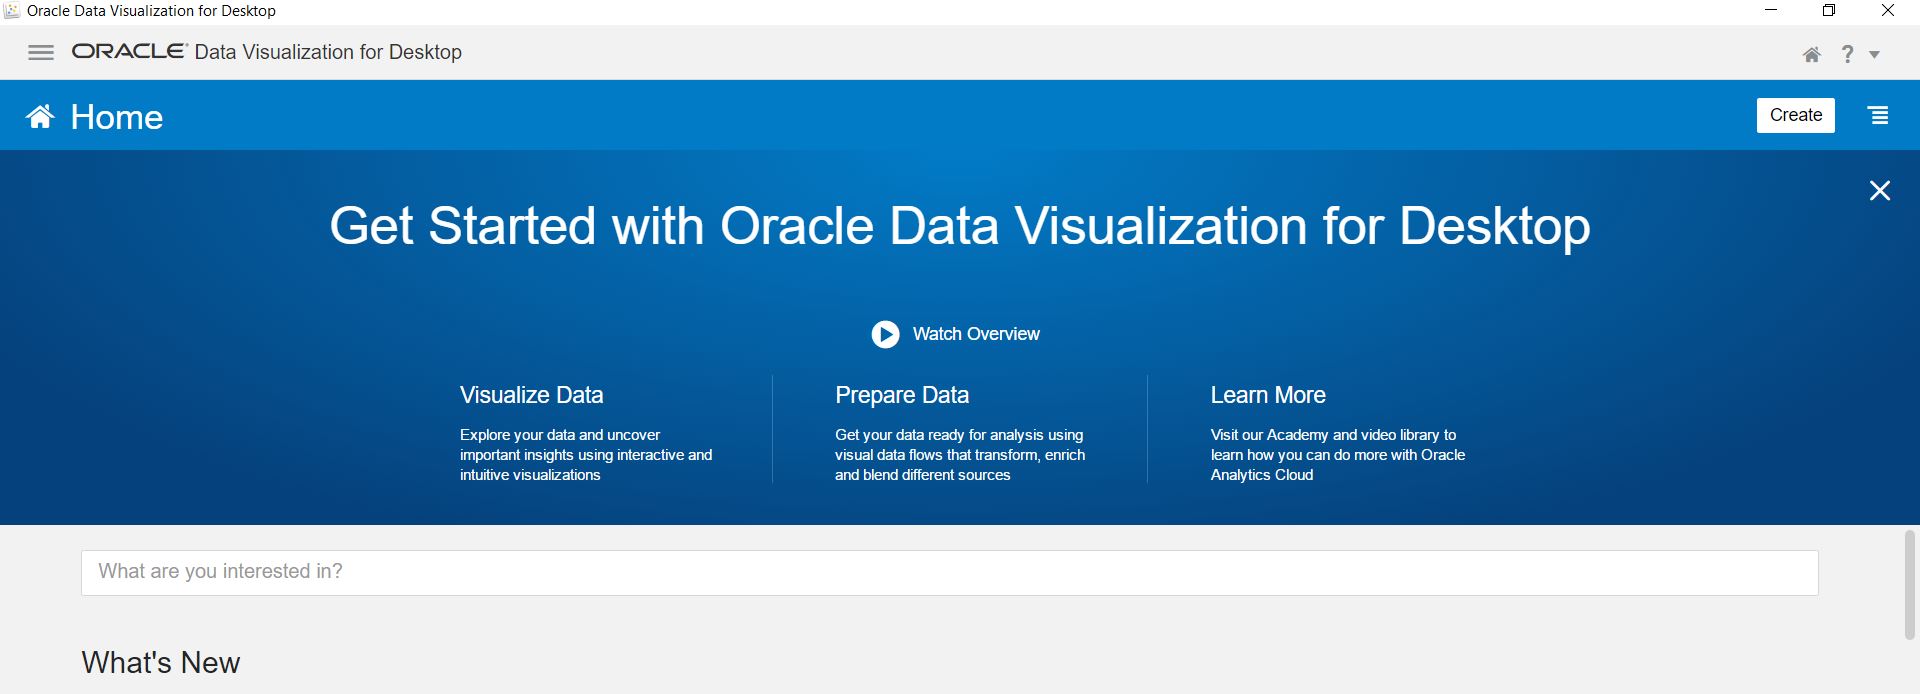 Oracle Data Visualization for Desktop
ORACLE Data Visualization for Desktop
?
Home
Create
Get Started with Oracle Data Visualization for Desktop
Watch Overview
Visualize Data
Explore your data and uncover
important insights using interactive and
intuitive visualizations
Prepare Data
Get your data ready for analysis using
visual data flows that transform, enrich
and blend different sources
Learn More
Visit our Academy and video library to
learn how you can do more with Oracle
Analytics Cloud
What are you interested in?
What's New